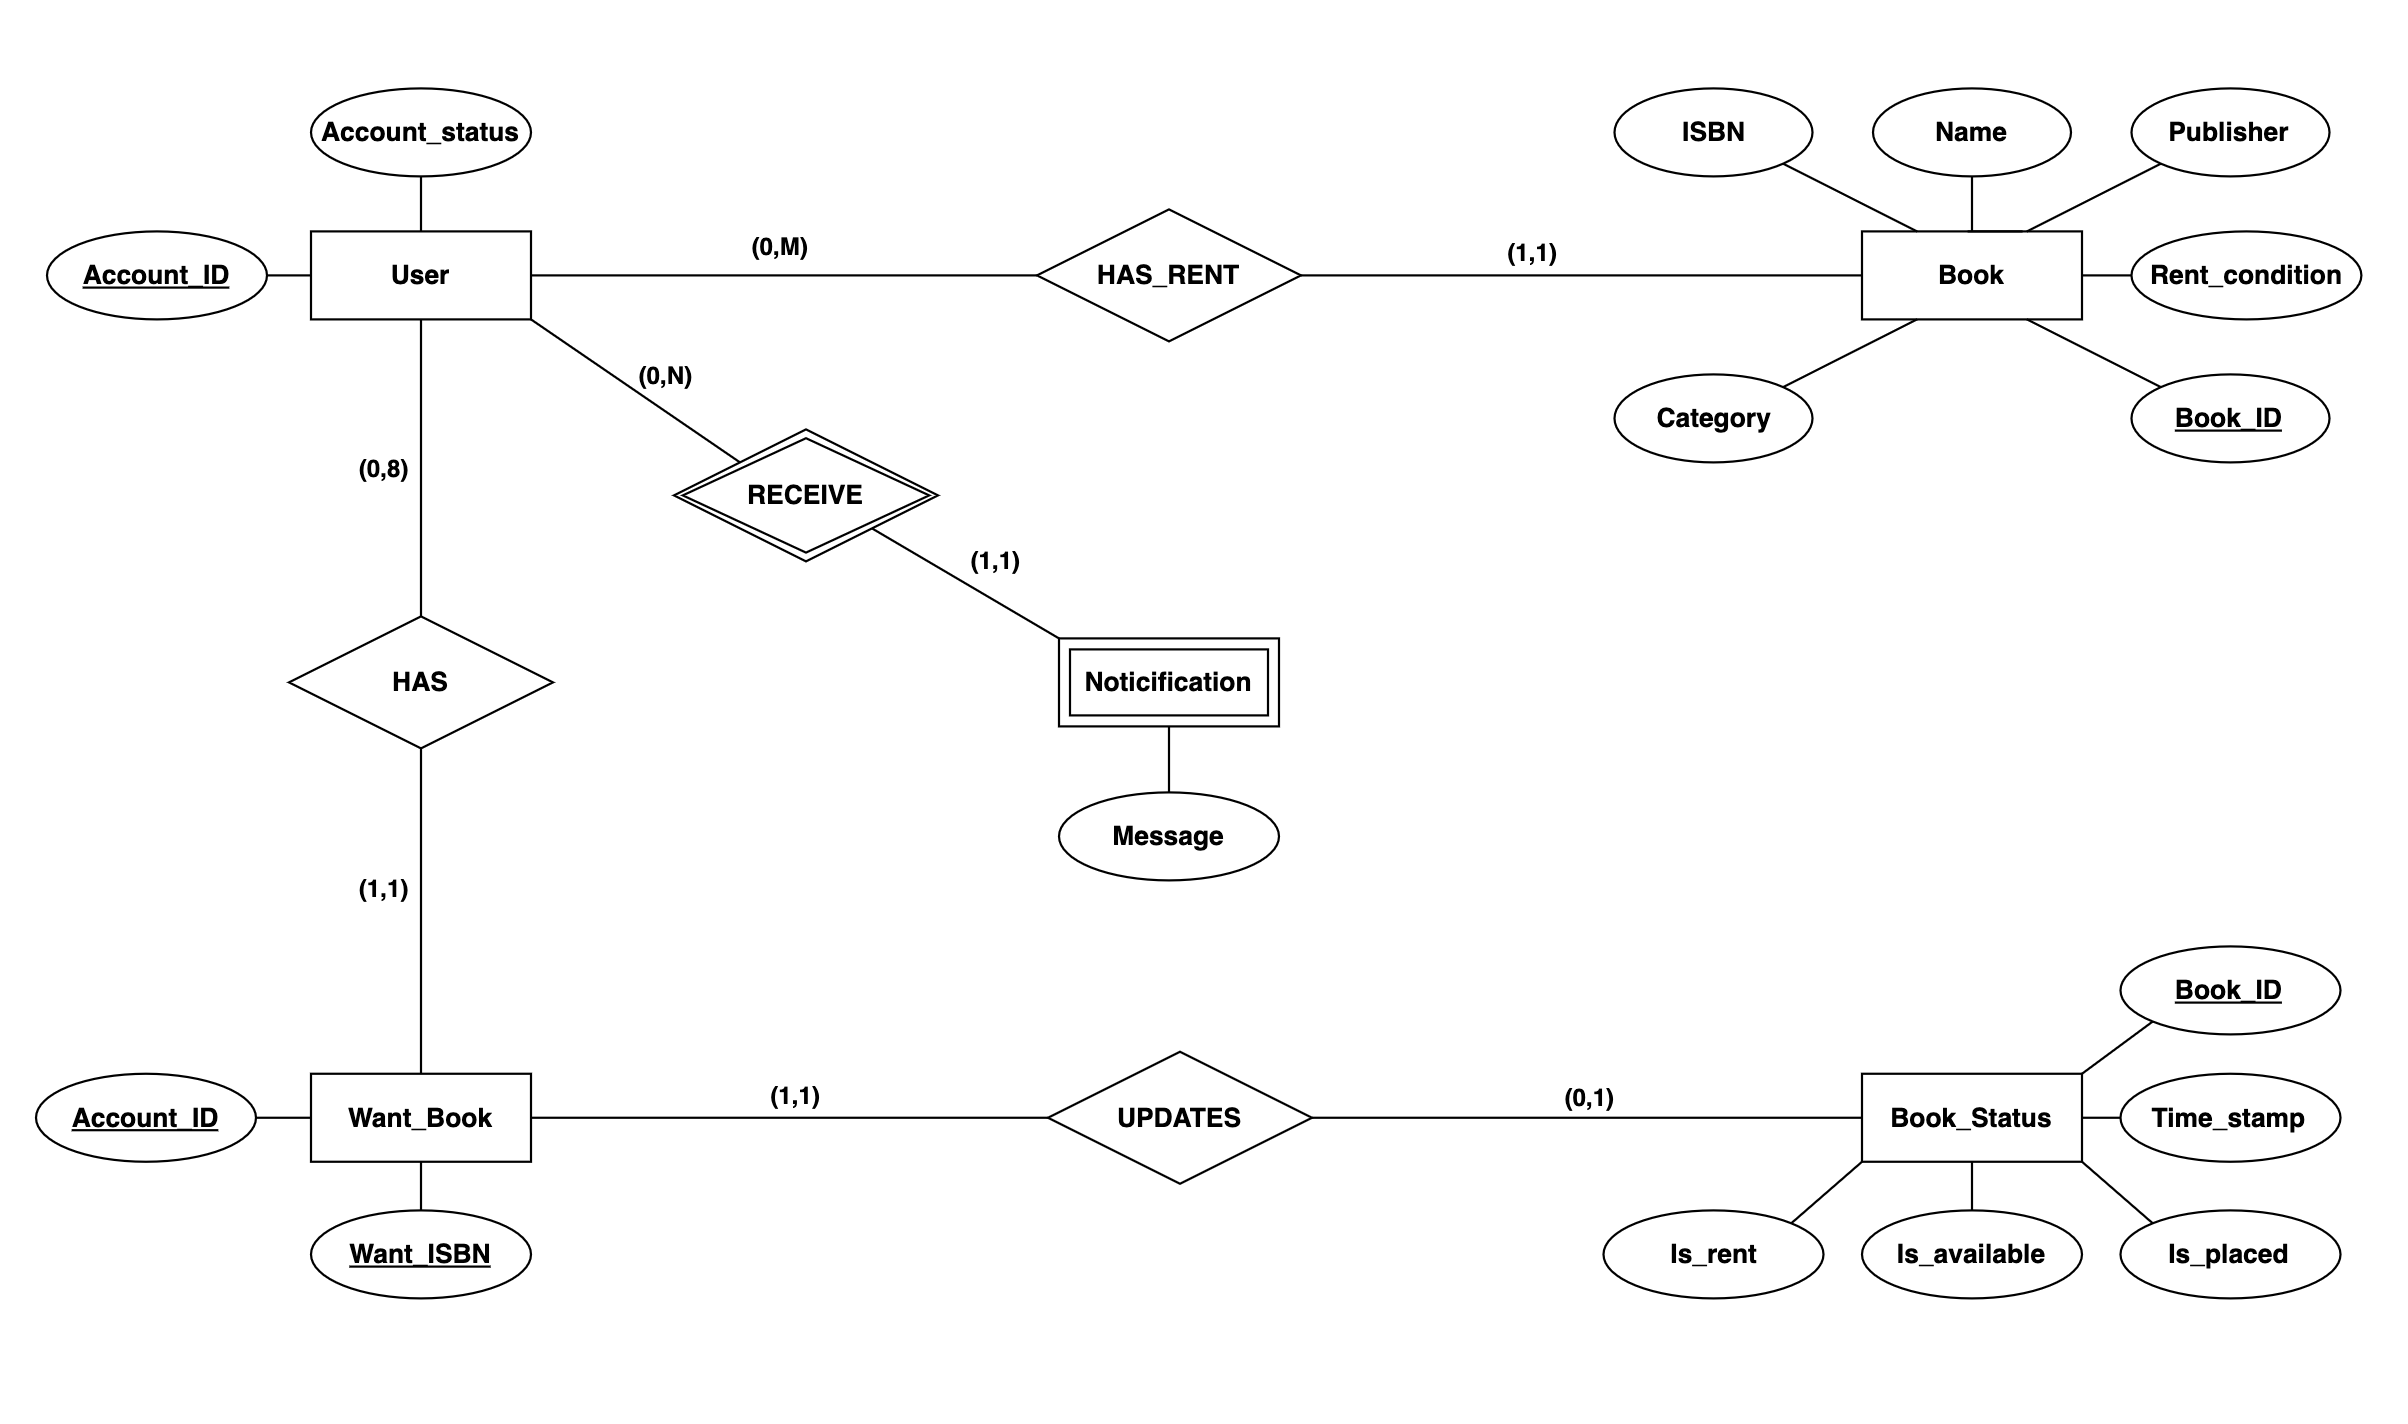 Account_status
ISBN
Name
Publisher
Account_ID
User
(0,M)
HAS_RENT
(1,1)
Book
Rent_condition
(0,N)
Category
Book_ID
(0,8)
RECEIVE
(1,1)
HAS
Noticification
Message
(1,1)
Book_ID
Account_ID
Want_Book
(1,1)
UPDATES
(0,1)
Book_Status
Time_stamp
Want_ISBN
Is_rent
Is_available
Is_placed